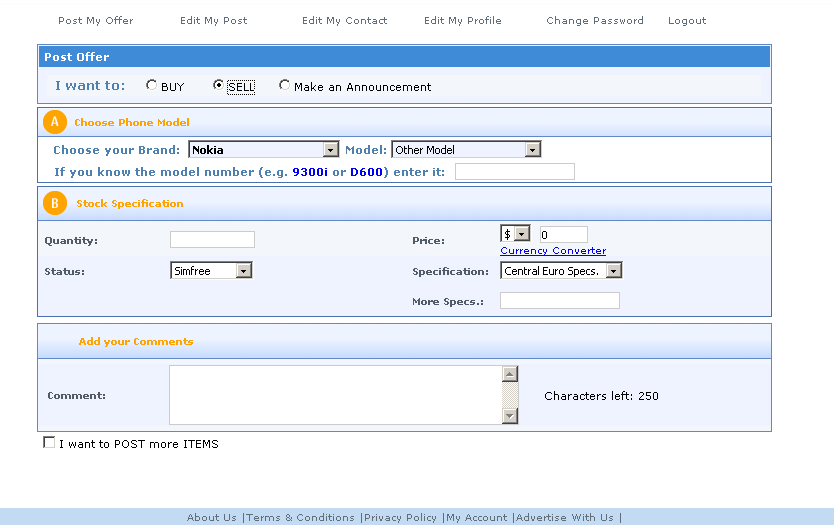 Post My Offer Edit My Post Edit My Contact Edit My Profile Change Password Logout
Post Offer
I want to: BUY SELL Make an Announcement
A Choose Phone Model
Choose your Brand: Nokia Model: Other Model
If you know the model number (e.g. 9300i or D600) enter it:
B Stock Specification
Quantity: Price: $ 0
Currency Converter
Status: Simfree Specification: Central Euro Specs.
More Specs.:
Add your Comments
Comment: Characters left: 250
I want to POST more ITEMS
About Us |Terms & Conditions |Privacy Policy |My Account |Advertise With Us |